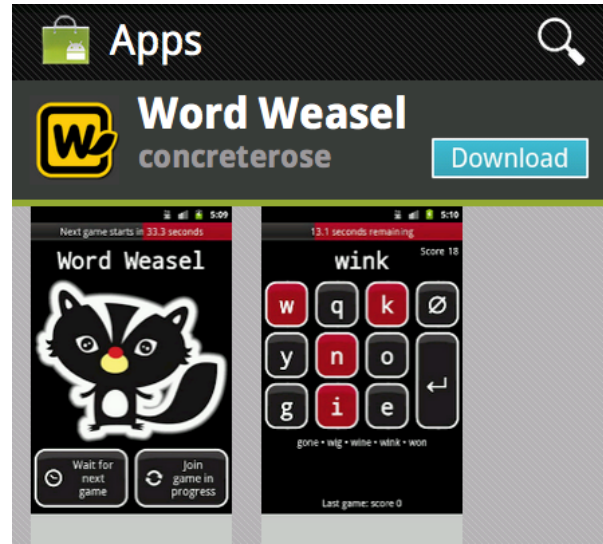 Apps
Word Weasel
concreterose
Download
5:09
Next game starts in 33.3 seconds
Word Weasel
Wait for
next
game
Join
game in
progress
5:10
13.1 seconds remaining
Score 18
wink
w q k Ø
y n o
g i e
gone • wig • wine • wink • won
Last game: score 0